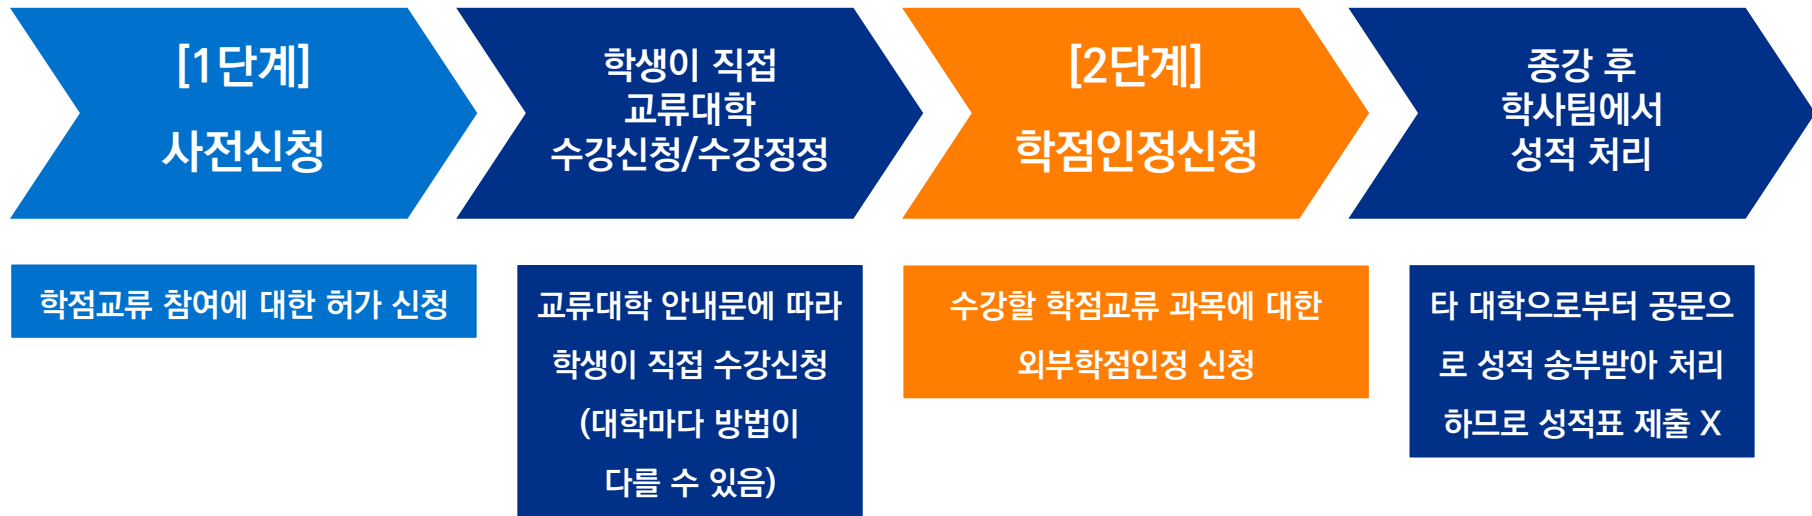 [1단계]
사전신청
학생이 직접
교류대학
수강신청/수강정정
[2단계]
학점인정신청
종강 후
학사팀에서
성적 처리
학점교류 참여에 대한 허가 신청
교류대학 안내문에 따라
학생이 직접 수강신청
(대학마다 방법이
다를 수 있음)
수강할 학점교류 과목에 대한
외부학점인정 신청
타 대학으로부터 공문으
로 성적 송부받아 처리
하므로 성적표 제출 X